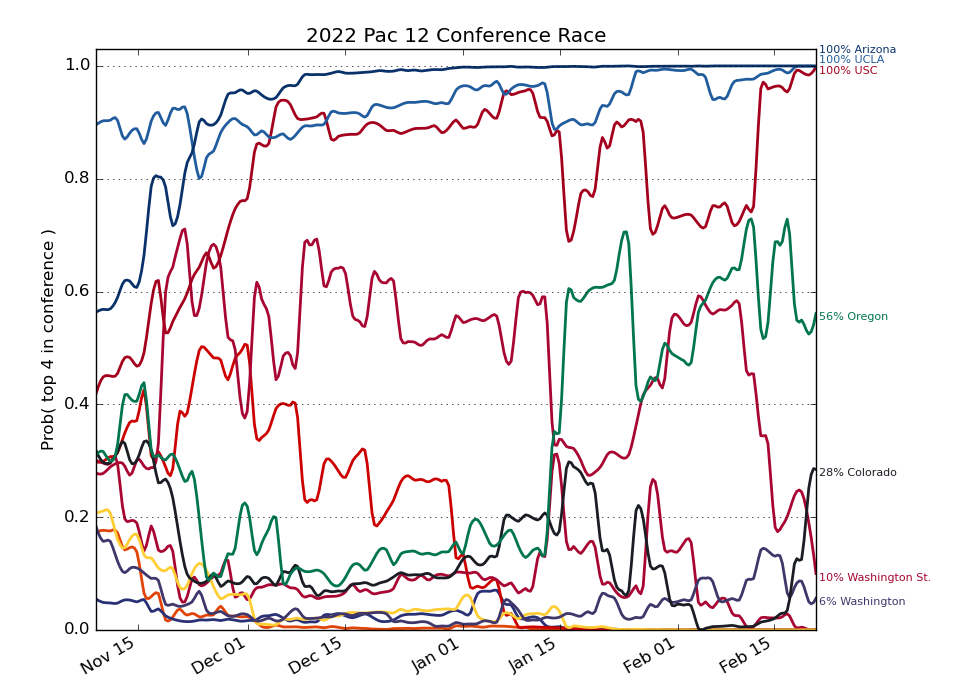 2022 Pac 12 Conference Race
100% Arizona
100% UCLA
100% USC
56% Oregon
28% Colorado
10% Washington St.
6% Washington
Prob( top 4 in conference )
1.0
0.8
0.6
0.4
0.2
0.0
Nov 15
Dec 01
Dec 15
Jan 01
Jan 15
Feb 01
Feb 15